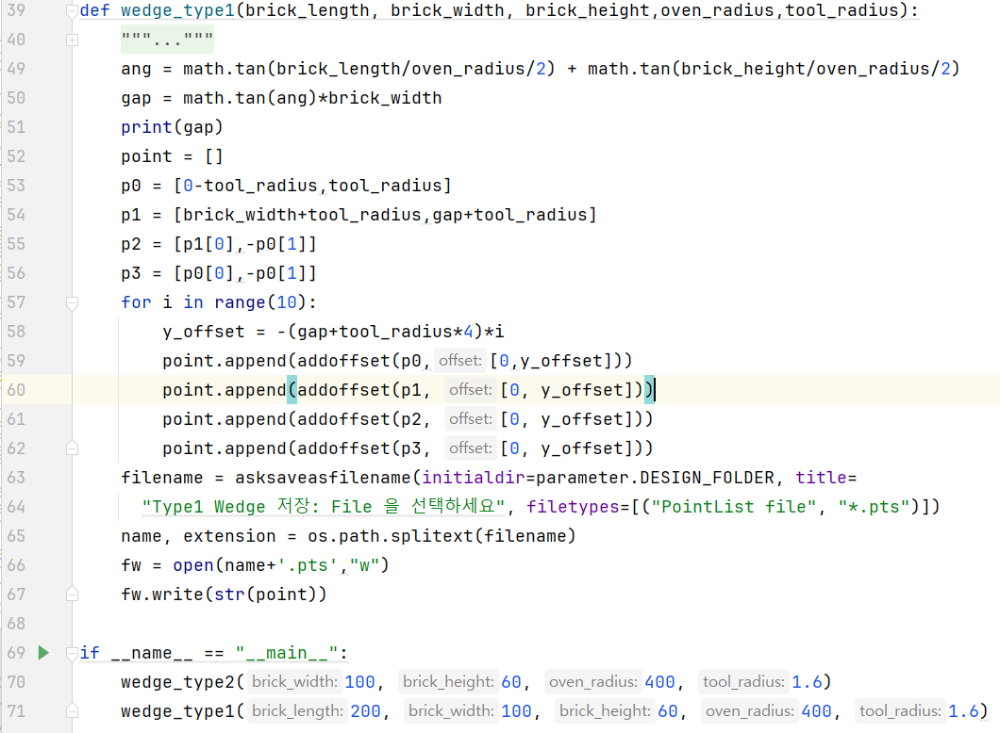 39 def wedge_type1(brick_length, brick_width, brick_height,oven_radius,tool_radius):
40 """..."""
49 ang = math.tan(brick_length/oven_radius/2) + math.tan(brick_height/oven_radius/2)
50 gap = math.tan(ang)*brick_width
51 print(gap)
52 point = []
53 p0 = [0-tool_radius,tool_radius]
54 p1 = [brick_width+tool_radius,gap+tool_radius]
55 p2 = [p1[0],-p0[1]]
56 p3 = [p0[0],-p0[1]]
57 for i in range(10):
58 y_offset = -(gap+tool_radius*4)*i
59 point.append(addoffset(p0, offset: [0,y_offset]))
60 point.append(addoffset(p1, offset: [0, y_offset]))
61 point.append(addoffset(p2, offset: [0, y_offset]))
62 point.append(addoffset(p3, offset: [0, y_offset]))
63 filename = asksaveasfilename(initialdir=parameter.DESIGN_FOLDER, title=
64 "Type1 Wedge 저장: File 을 선택하세요", filetypes=[("PointList file", "*.pts")])
65 name, extension = os.path.splitext(filename)
66 fw = open(name+'.pts',"w")
67 fw.write(str(point))
68
69 if __name__ == "__main__":
70 wedge_type2( brick_width: 100, brick_height: 60, oven_radius: 400, tool_radius: 1.6)
71 wedge_type1( brick_length: 200, brick_width: 100, brick_height: 60, oven_radius: 400, tool_radius: 1.6)